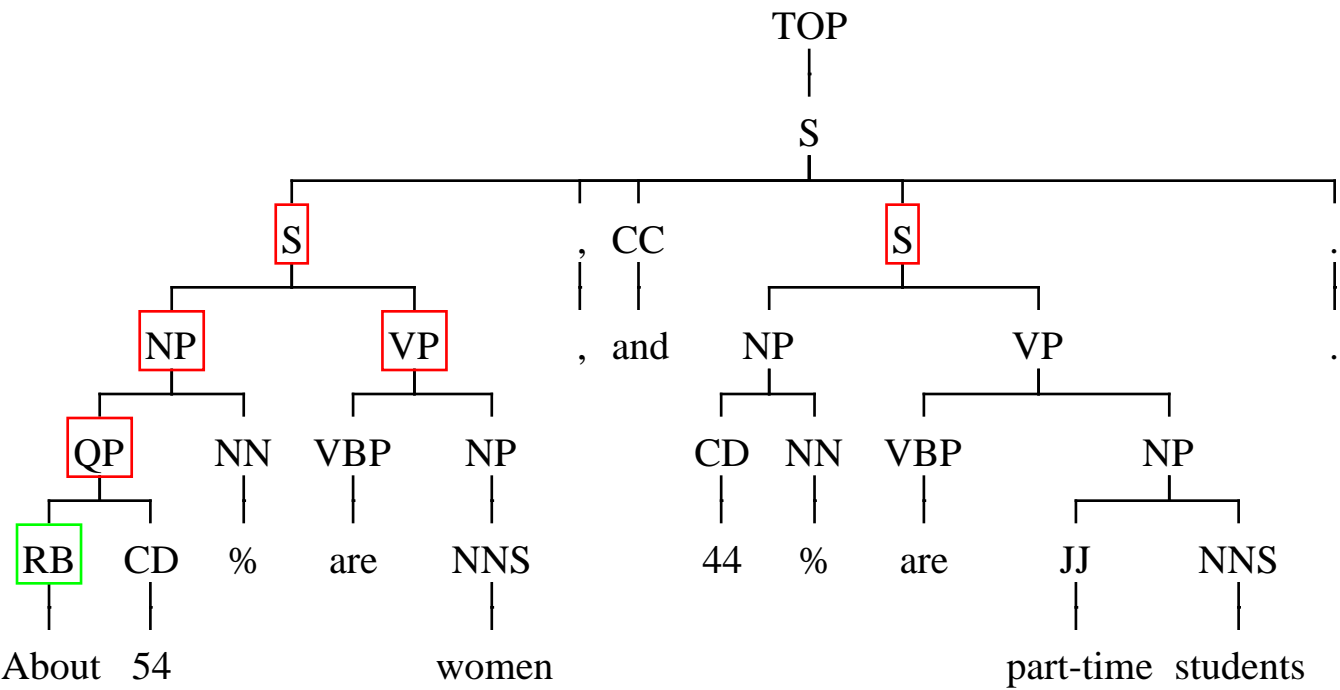 TOP
S
S , CC S .
NP VP , and NP VP .
QP NN VBP NP CD NN VBP NP
RB CD % are NNS 44 % are JJ NNS
About 54 women part-time students